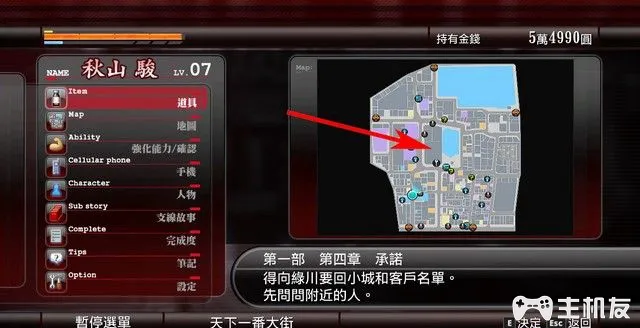 持有金錢 5萬4990圓
NAME 秋山 駿 LV.07
Item
道具
Map
地圖
Ability
強化能力/確認
Cellular phone
手機
Character
人物
Sub story
支線故事
Complete
完成度
Tips
筆記
Option
設定
Map:
第一部 第四章 承諾
得向綠川要回小城和客戶名單。
先問問附近的人。
暫停選單
天下一番大街
E 決定 Esc 返回
主机友